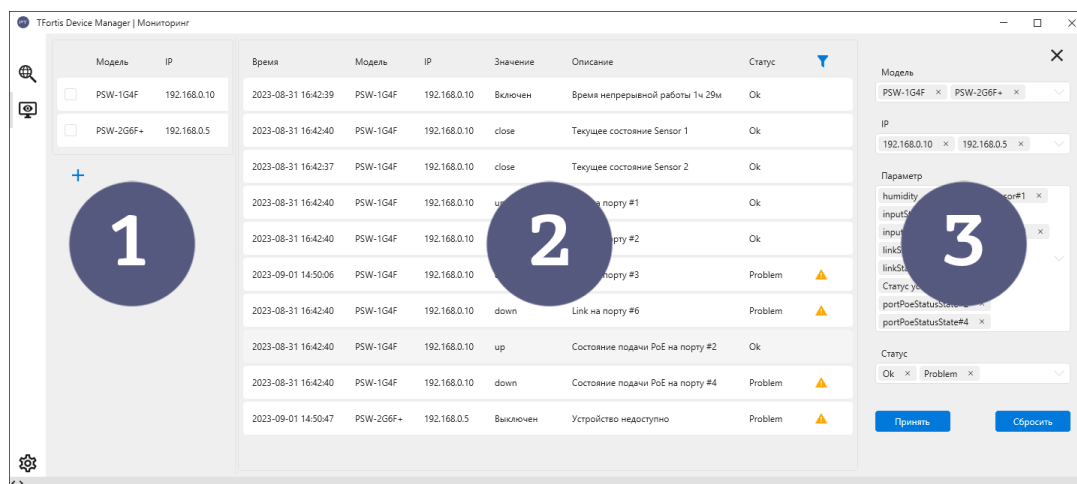 TFortis Device Manager | Мониторинг
Модель IP
PSW-1G4F 192.168.0.10
PSW-2G6F+ 192.168.0.5
+
1
Время Модель IP Значение Описание Статус
2023-08-31 16:42:39 PSW-1G4F 192.168.0.10 Включен Время непрерывной работы 1ч 29м Ok
2023-08-31 16:42:40 PSW-1G4F 192.168.0.10 close Текущее состояние Sensor 1 Ok
2023-08-31 16:42:37 PSW-1G4F 192.168.0.10 close Текущее состояние Sensor 2 Ok
2023-08-31 16:42:40 PSW-1G4F 192.168.0.10 порту #1 Ok
2023-08-31 16:42:40 PSW-1G4F 192.168.0.10 порту #2 Ok
2023-09-01 14:50:06 PSW-1G4F 192.168.0.10 порту #3 Problem
2023-08-31 16:42:40 PSW-1G4F 192.168.0.10 down Link на порту #6 Problem
2023-08-31 16:42:40 PSW-1G4F 192.168.0.10 up Состояние подачи PoE на порту #2 Ok
2023-08-31 16:42:40 PSW-1G4F 192.168.0.10 down Состояние подачи PoE на порту #4 Problem
2023-09-01 14:50:47 PSW-2G6F+ 192.168.0.5 Выключен Устройство недоступно Problem
2
Модель
PSW-1G4F × PSW-2G6F+ ×
IP
192.168.0.10 × 192.168.0.5 ×
Параметр
humidity
Статус
portPoeStatusState#4 ×
3
Статус
Ok × Problem ×
Принять Сбросить